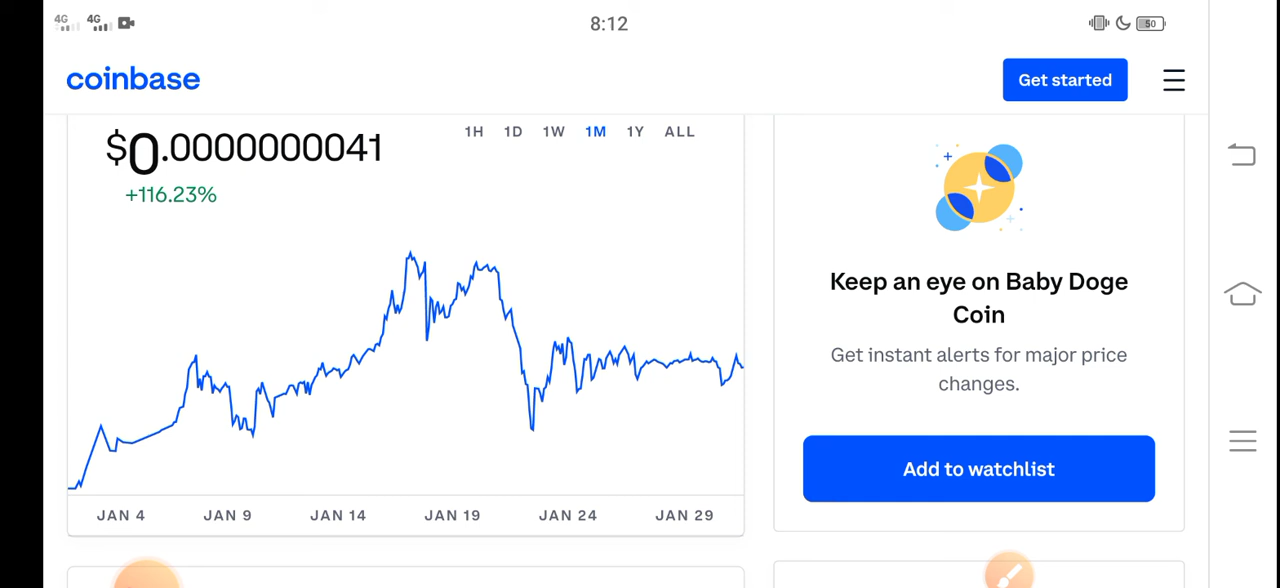 4G 4G 8:12 50
coinbase Get started
$0.0000000041 1H 1D 1W 1M 1Y ALL
+116.23%
Keep an eye on Baby Doge
Coin
Get instant alerts for major price
changes.
Add to watchlist
JAN 4 JAN 9 JAN 14 JAN 19 JAN 24 JAN 29